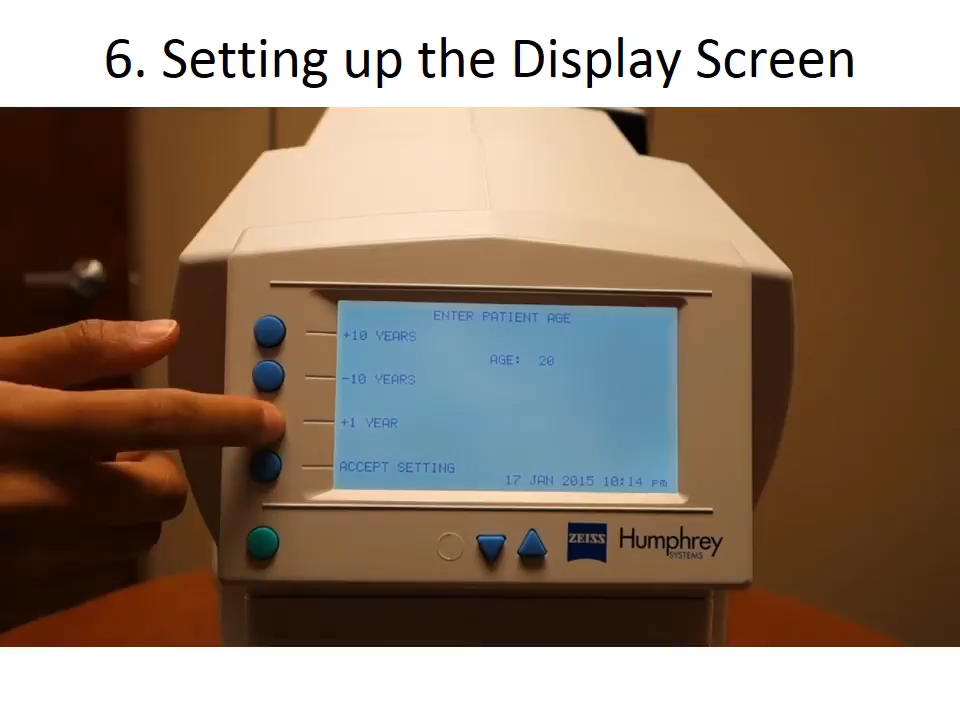 6. Setting up the Display Screen
ENTER PATIENT AGE
+10 YEARS
AGE: 20
-10 YEARS
+1 YEAR
ACCEPT SETTING
17 JAN 2015 10:14 pm
ZEISS
Humphrey
SYSTEMS